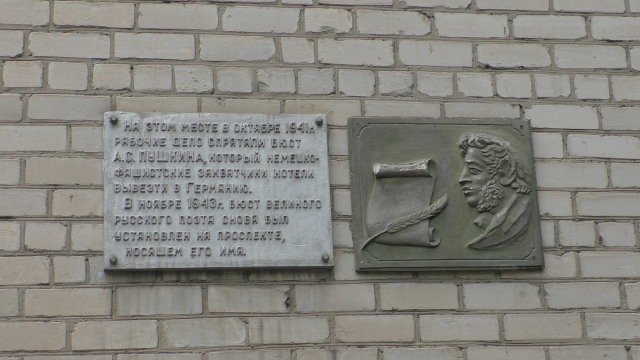 На этом месте в октябре 1941г.
рабочие депо спрятали бюст
А.С. Пушкина, который немецко-
фашистские захватчики хотели
вывезти в Германию.
В ноябре 1943г. бюст великого
русского поэта снова был
установлен на проспекте,
носящем его имя.